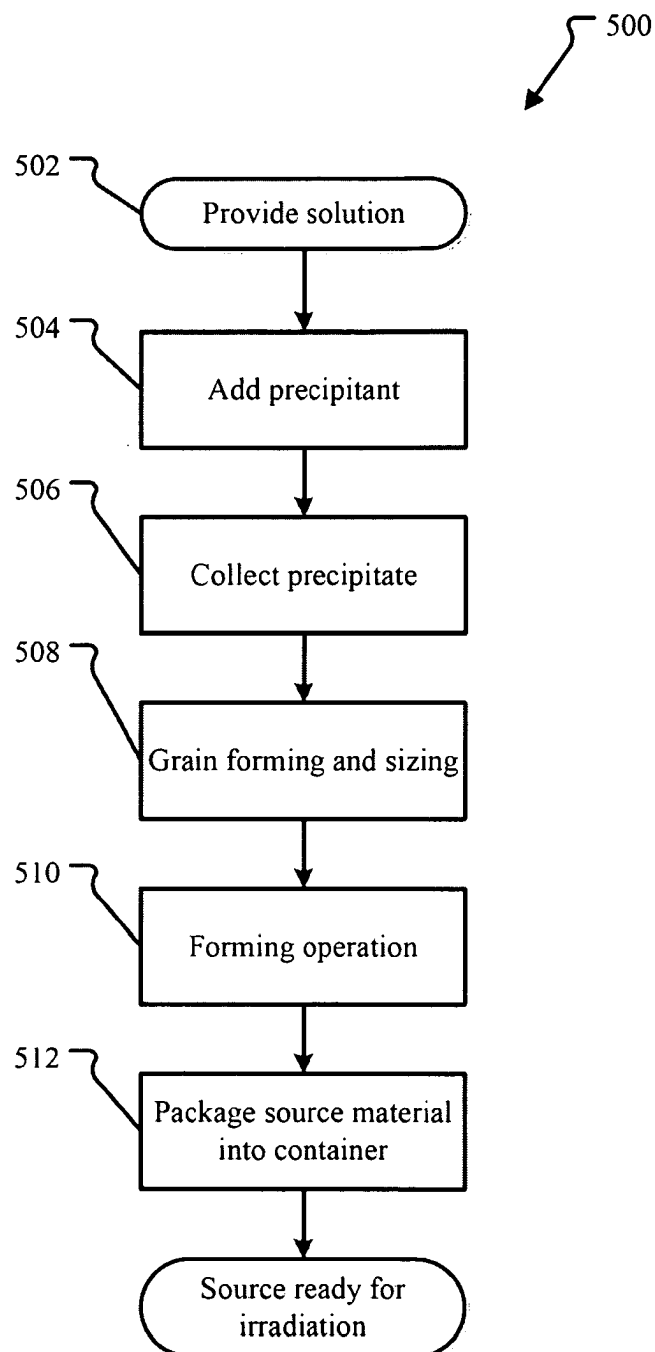 500
502
Provide solution
504
Add precipitant
506
Collect precipitate
508
Grain forming and sizing
510
Forming operation
512
Package source material
into container
Source ready for
irradiation